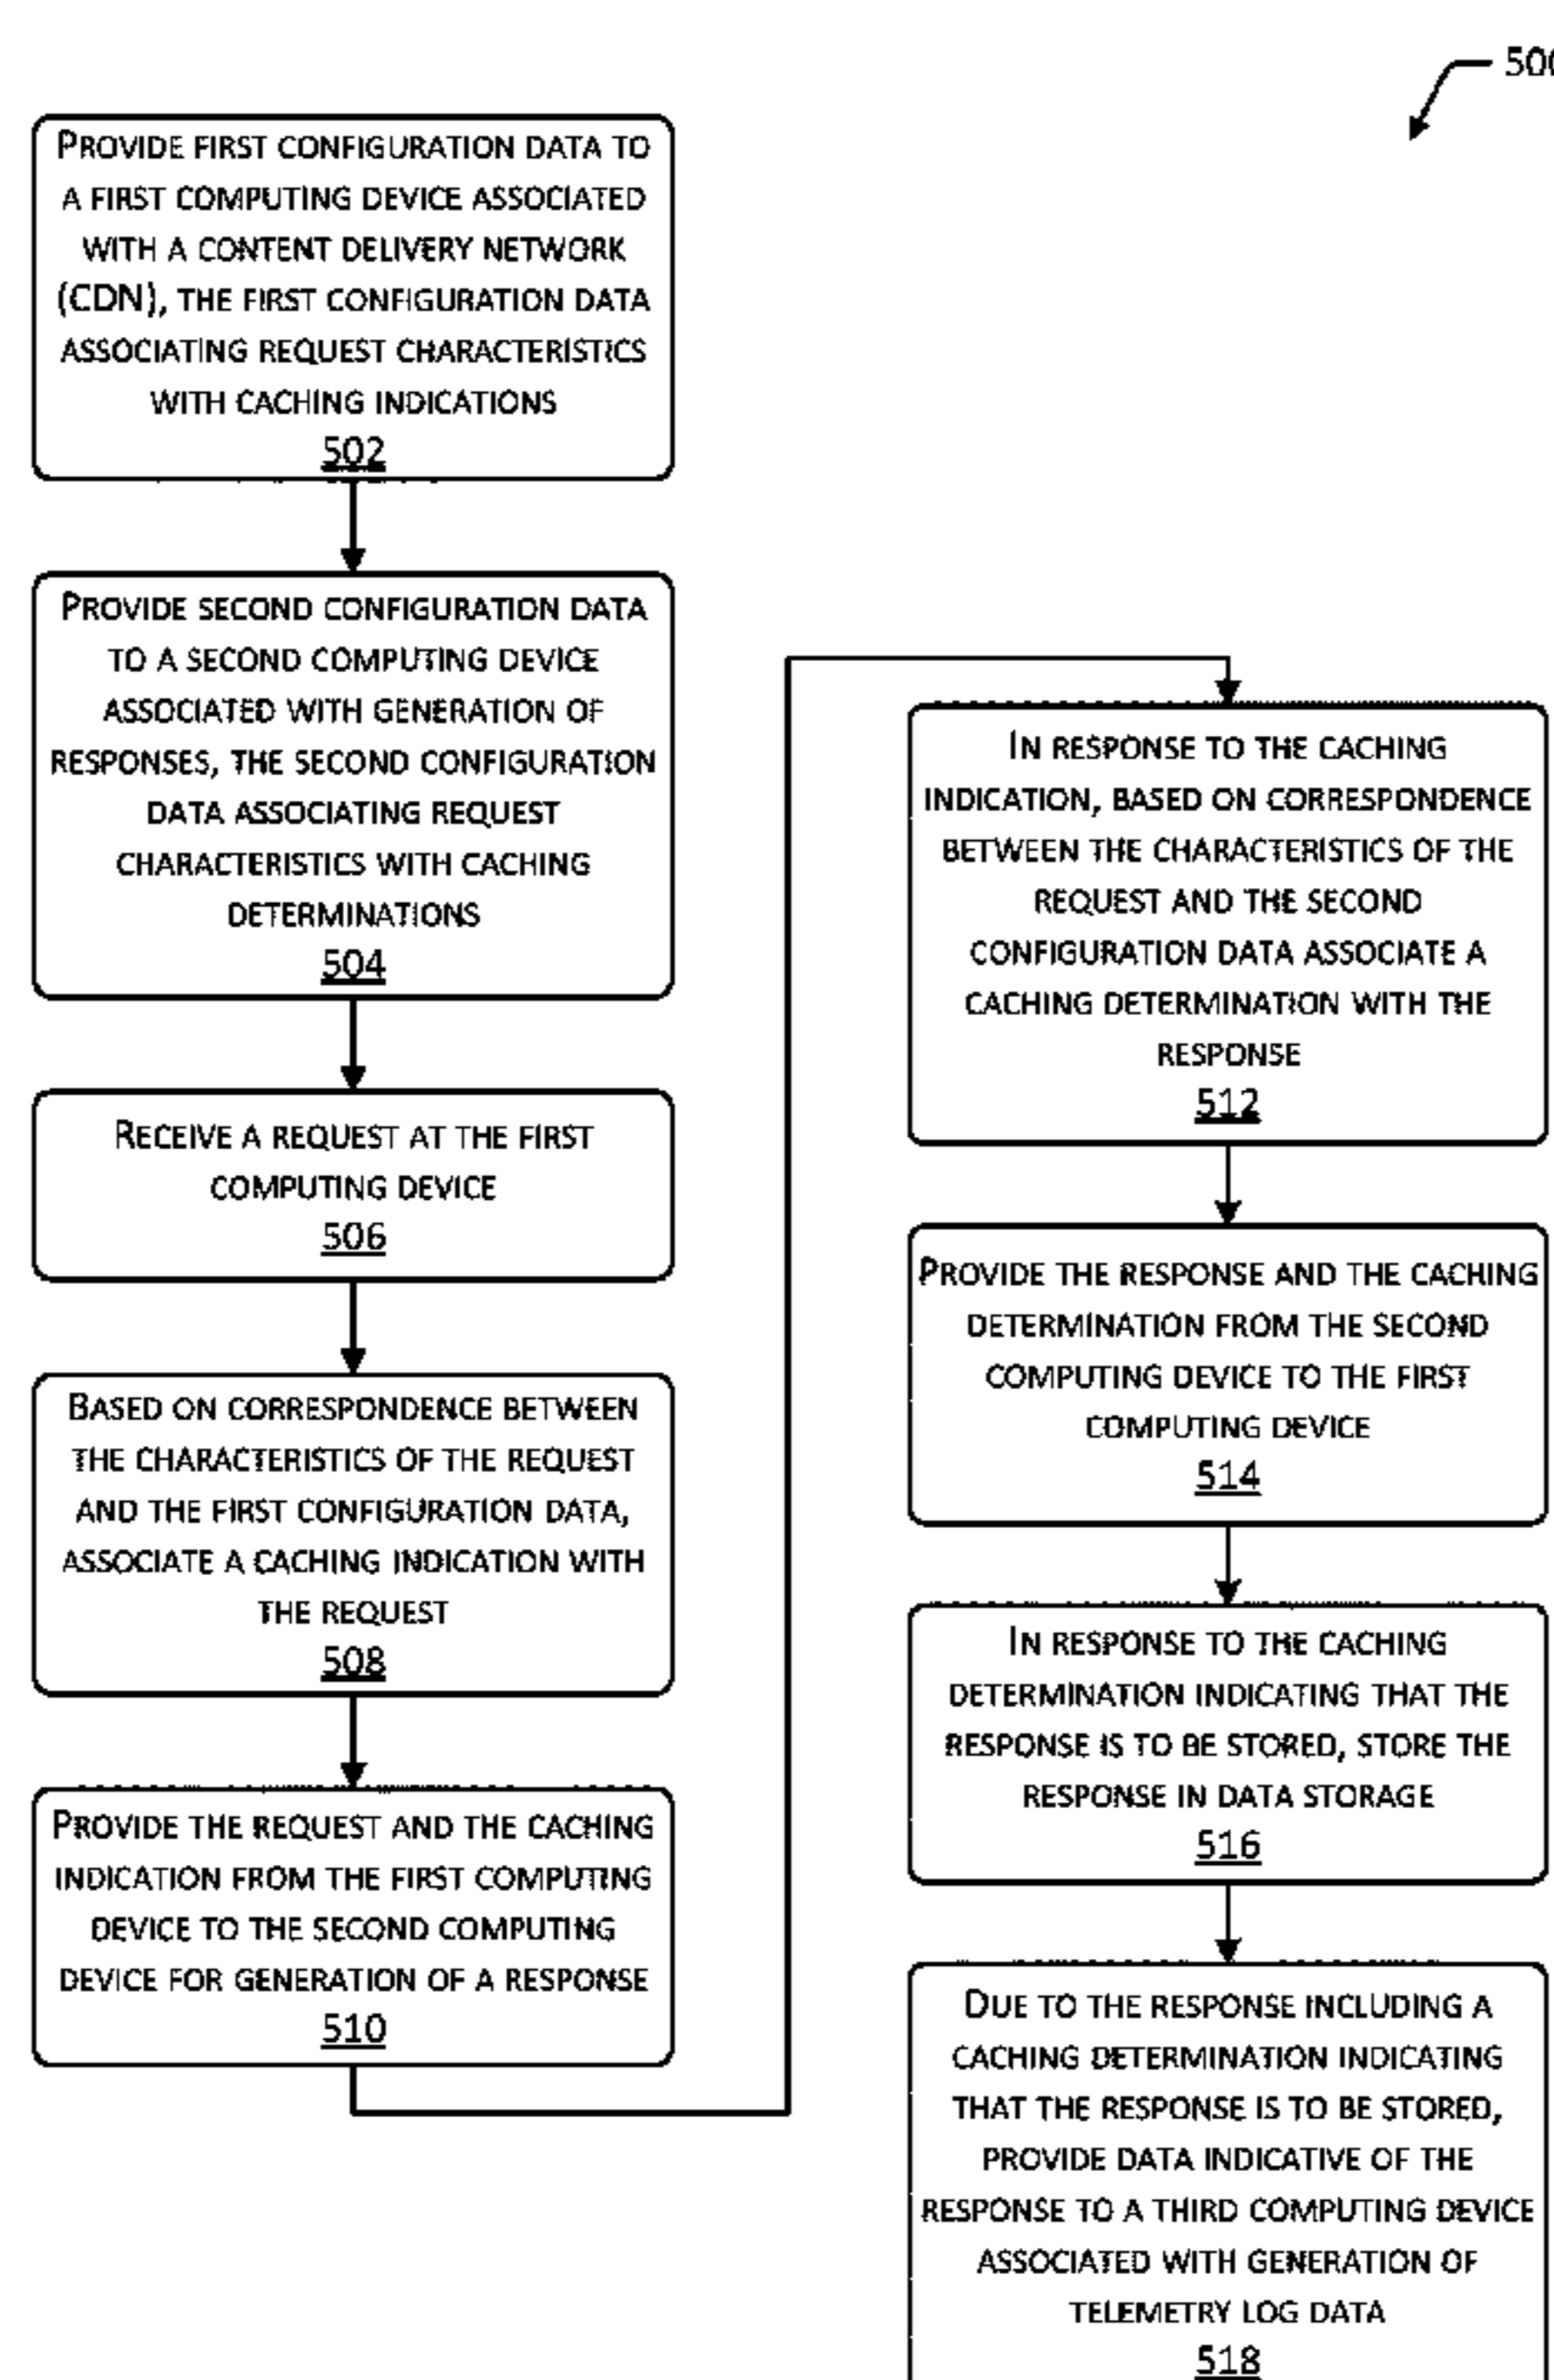 500
PROVIDE FIRST CONFIGURATION DATA TO
A FIRST COMPUTING DEVICE ASSOCIATED
WITH A CONTENT DELIVERY NETWORK
(CDN), THE FIRST CONFIGURATION DATA
ASSOCIATING REQUEST CHARACTERISTICS
WITH CACHING INDICATIONS
502
PROVIDE SECOND CONFIGURATION DATA
TO A SECOND COMPUTING DEVICE
ASSOCIATED WITH GENERATION OF
RESPONSES, THE SECOND CONFIGURATION
DATA ASSOCIATING REQUEST
CHARACTERISTICS WITH CACHING
DETERMINATIONS
504
RECEIVE A REQUEST AT THE FIRST
COMPUTING DEVICE
506
BASED ON CORRESPONDENCE BETWEEN
THE CHARACTERISTICS OF THE REQUEST
AND THE FIRST CONFIGURATION DATA,
ASSOCIATE A CACHING INDICATION WITH
THE REQUEST
508
PROVIDE THE REQUEST AND THE CACHING
INDICATION FROM THE FIRST COMPUTING
DEVICE TO THE SECOND COMPUTING
DEVICE FOR GENERATION OF A RESPONSE
510
IN RESPONSE TO THE CACHING
INDICATION, BASED ON CORRESPONDENCE
BETWEEN THE CHARACTERISTICS OF THE
REQUEST AND THE SECOND
CONFIGURATION DATA ASSOCIATE A
CACHING DETERMINATION WITH THE
RESPONSE
512
PROVIDE THE RESPONSE AND THE CACHING
DETERMINATION FROM THE SECOND
COMPUTING DEVICE TO THE FIRST
COMPUTING DEVICE
514
IN RESPONSE TO THE CACHING
DETERMINATION INDICATING THAT THE
RESPONSE IS TO BE STORED, STORE THE
RESPONSE IN DATA STORAGE
516
DUE TO THE RESPONSE INCLUDING A
CACHING DETERMINATION INDICATING
THAT THE RESPONSE IS TO BE STORED,
PROVIDE DATA INDICATIVE OF THE
RESPONSE TO A THIRD COMPUTING DEVICE
ASSOCIATED WITH GENERATION OF
TELEMETRY LOG DATA
518